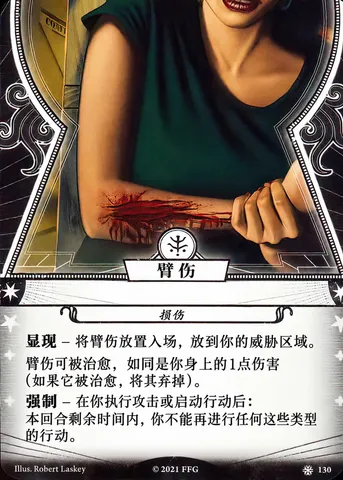 臂伤
损伤
显现 – 将臂伤放置入场，放到你的威胁区域。
臂伤可被治愈，如同是你身上的1点伤害
（如果它被治愈，将其弃掉）。
强制 – 在你执行攻击或启动行动后：
本回合剩余时间内，你不能再进行任何这些类型
的行动。
Illus. Robert Laskey © 2021 FFG 130